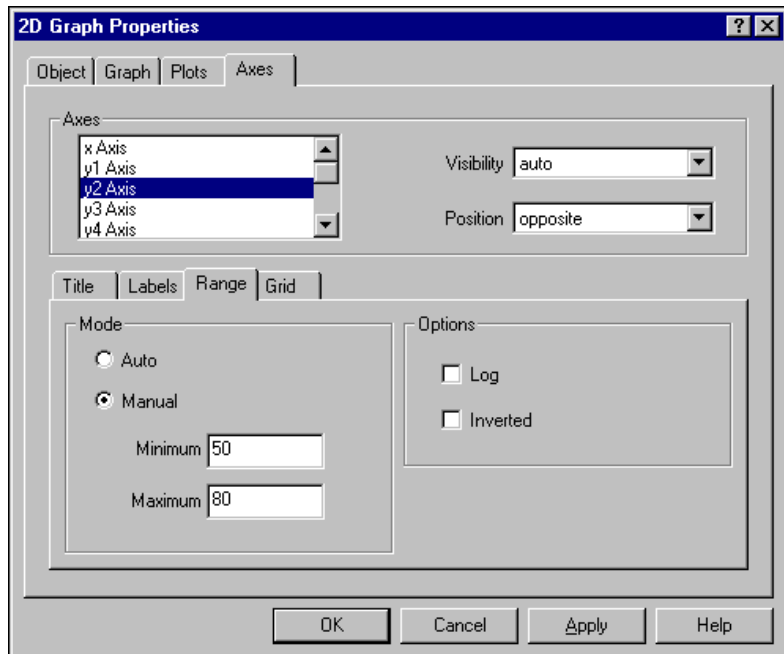 2D Graph Properties
Object Graph Plots Axes
Axes
x Axis
y1 Axis
y2 Axis
y3 Axis
y4 Axis
Visibility auto
Position opposite
Title Labels Range Grid
Mode
Auto
Manual
Minimum 50
Maximum 80
Options
Log
Inverted
OK Cancel Apply Help